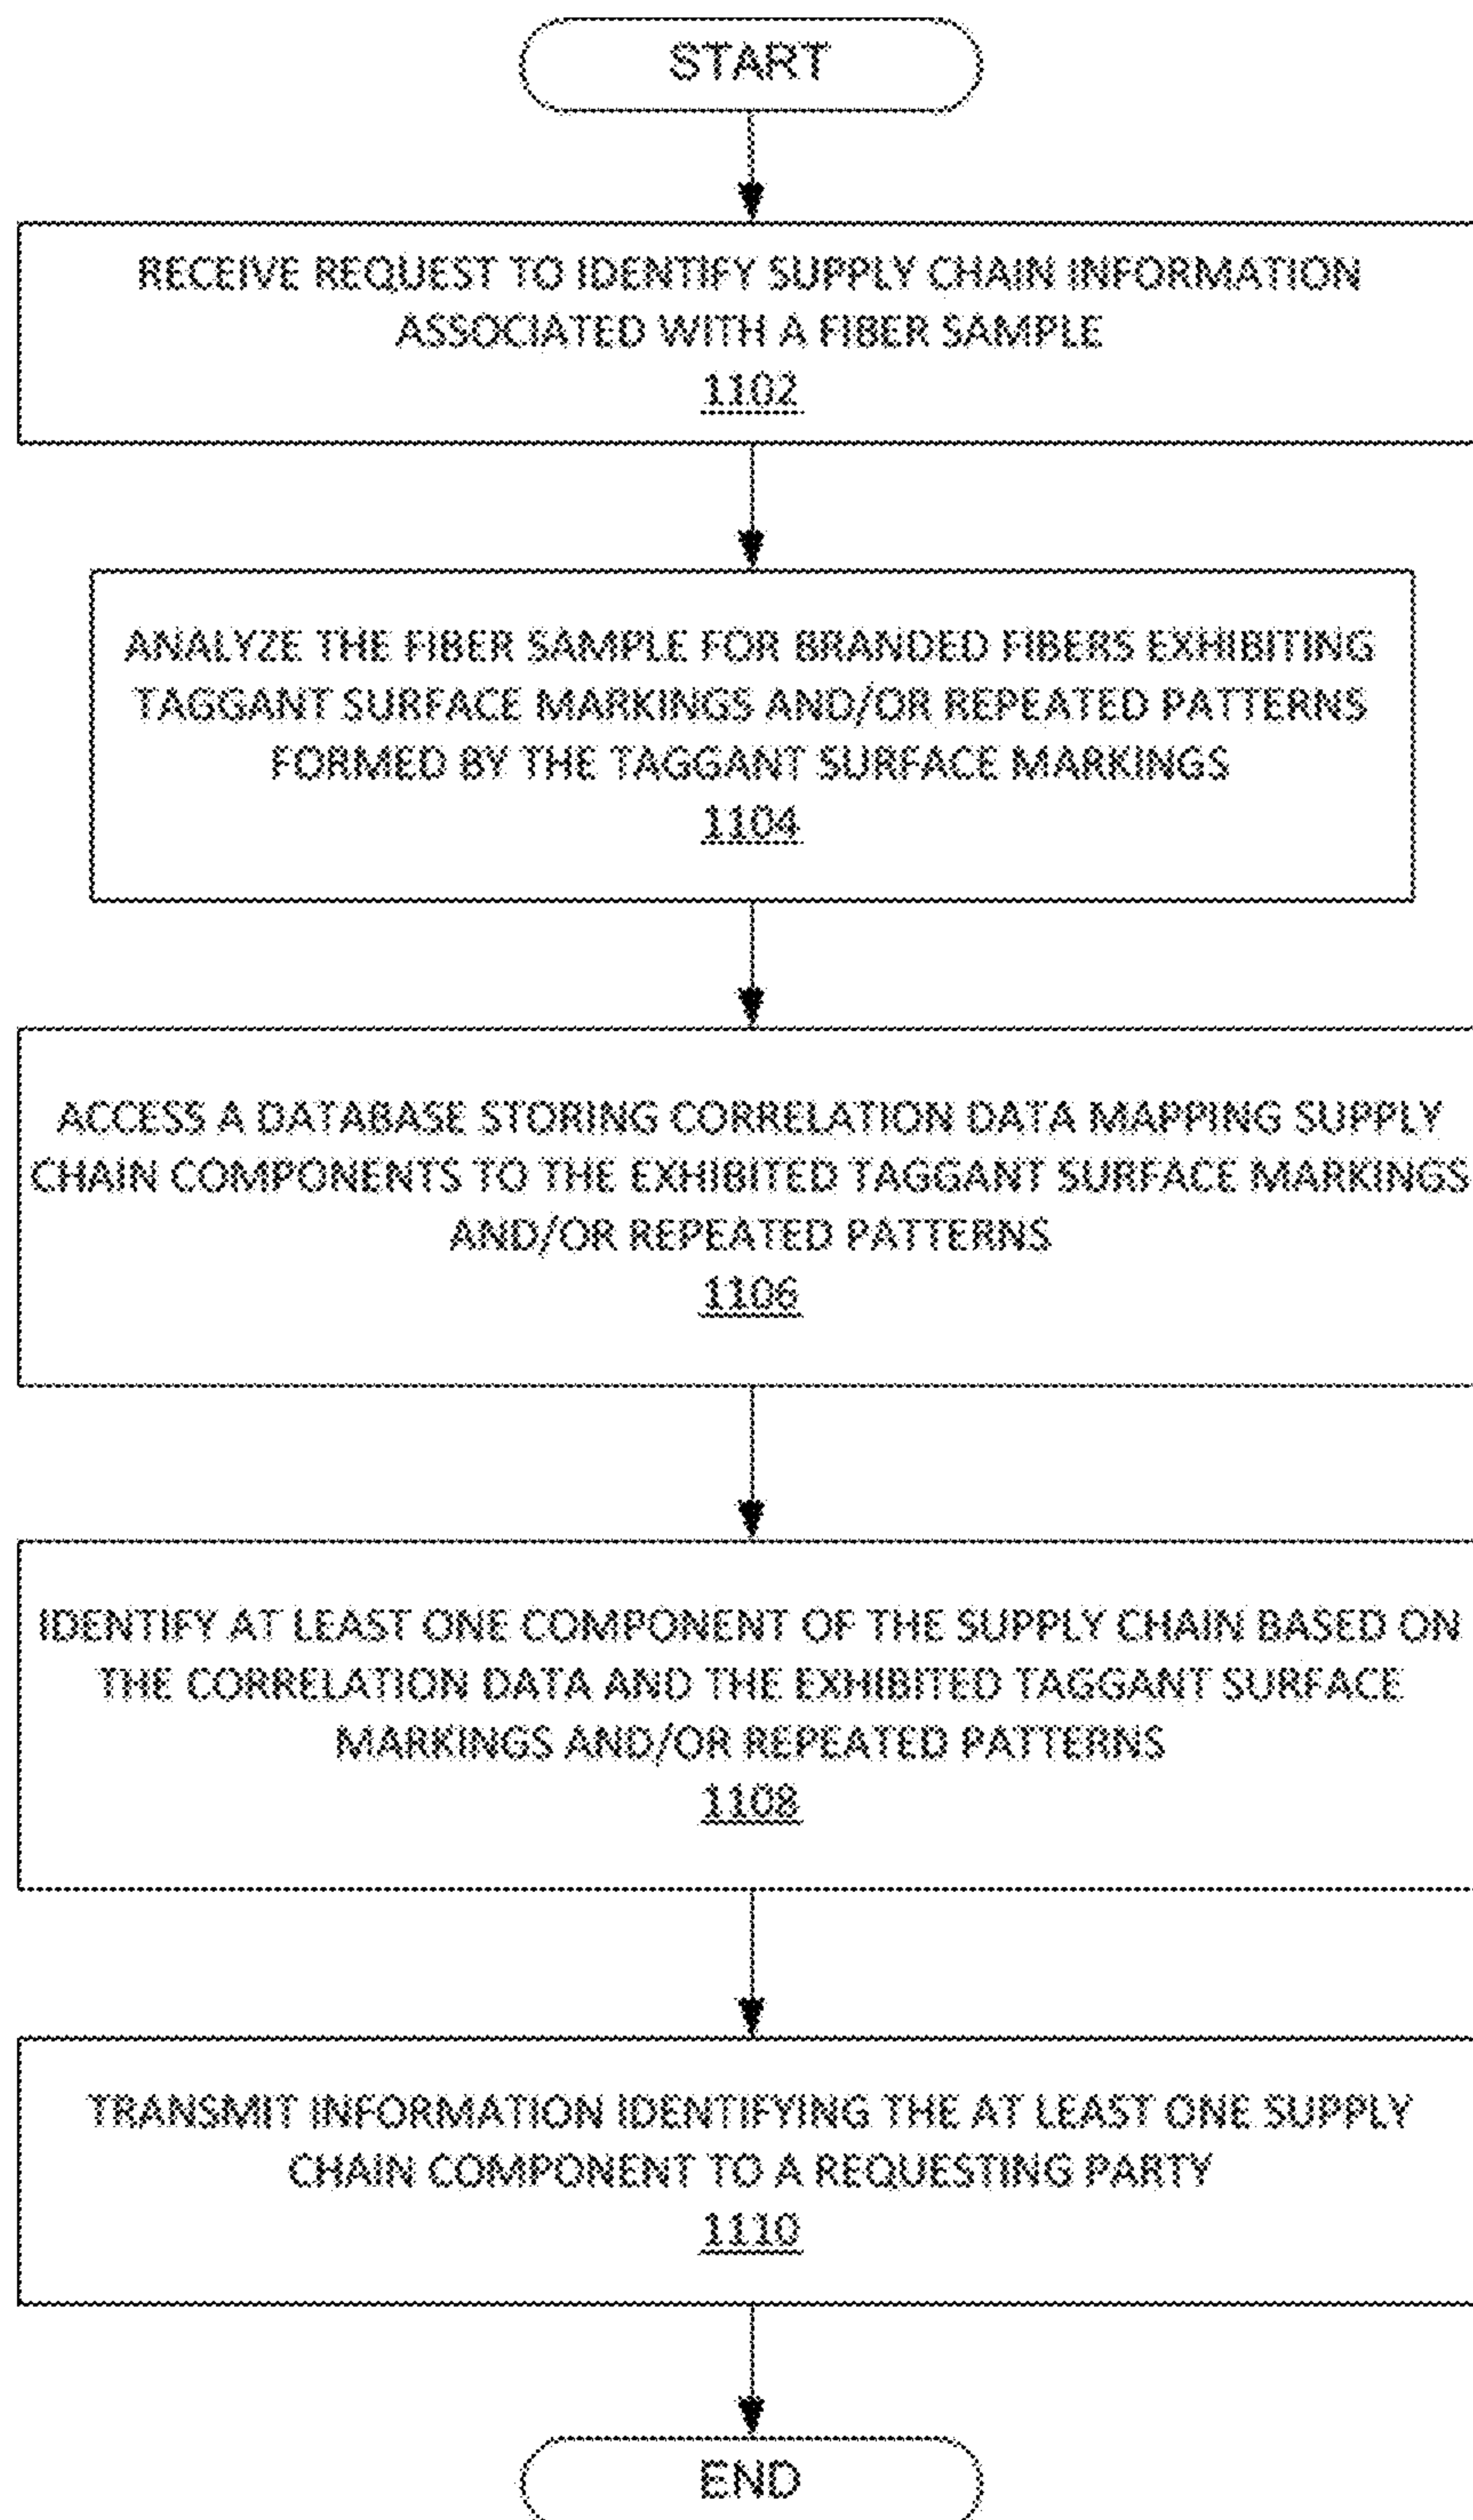 START
RECEIVE REQUEST TO IDENTIFY SUPPLY CHAIN INFORMATION
ASSOCIATED WITH A FIBER SAMPLE
1102
ANALYZE THE FIBER SAMPLE FOR BRANDED FIBERS EXHIBITING
TAGGANT SURFACE MARKINGS AND/OR REPEATED PATTERNS
FORMED BY THE TAGGANT SURFACE MARKINGS
1104
ACCESS A DATABASE STORING CORRELATION DATA MAPPING SUPPLY
CHAIN COMPONENTS TO THE EXHIBITED TAGGANT SURFACE MARKINGS
AND/OR REPEATED PATTERNS
1106
IDENTIFY AT LEAST ONE COMPONENT OF THE SUPPLY CHAIN BASED ON
THE CORRELATION DATA AND THE EXHIBITED TAGGANT SURFACE
MARKINGS AND/OR REPEATED PATTERNS
1108
TRANSMIT INFORMATION IDENTIFYING THE AT LEAST ONE SUPPLY
CHAIN COMPONENT TO A REQUESTING PARTY
1110
END